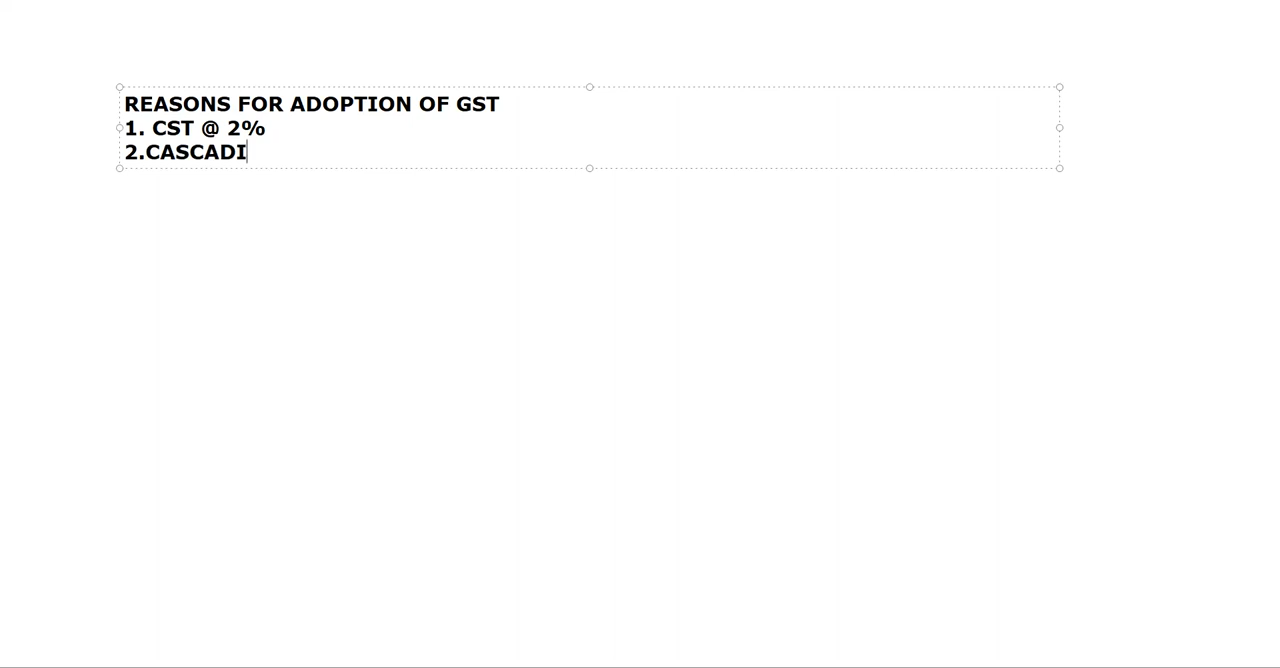 REASONS FOR ADOPTION OF GST
1. CST @ 2%
2.CASCADI